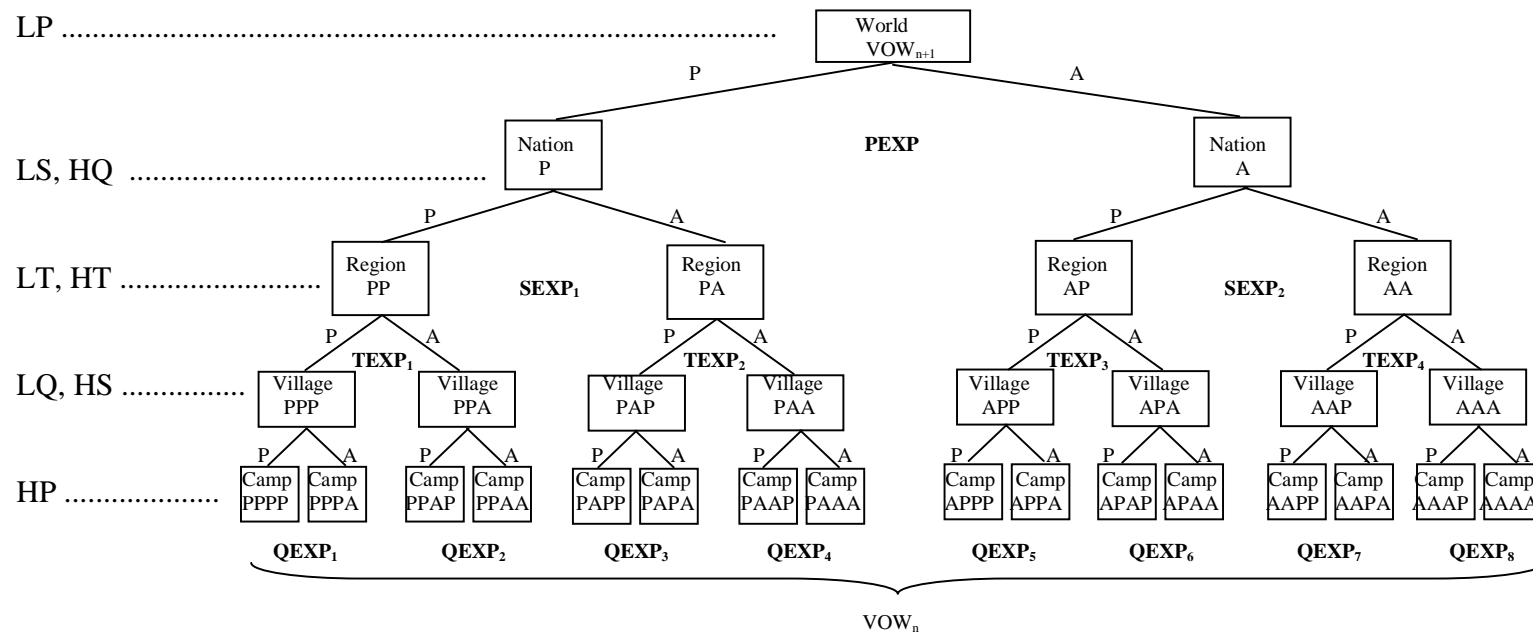 LP ........................................................................................
World
VOW_{n+1}
P A
Nation Nation
P PEXP A
LS, HQ ............................................
P A P A
Region Region Region Region
PP PA AP AA
LT, HT ............................
SEXP₁ SEXP₂
P A P A P A P A
TEXP₁ TEXP₂ TEXP₃ TEXP₄
LQ, HS ...............
Village Village Village Village Village Village Village Village
PPP PPA PAP PAA APP APA AAP AAA
P A P A P A P A P A P A P A P A
Camp Camp Camp Camp Camp Camp Camp Camp Camp Camp Camp Camp Camp Camp Camp Camp
PPPP PPPA PPAP PPAA PAPP PAPA PAAP PAAA APPP APPA APAP APAA AAPP AAPA AAAP AAAA
HP ...................
QEXP₁ QEXP₂ QEXP₃ QEXP₄ QEXP₅ QEXP₆ QEXP₇ QEXP₈
VOWₙ